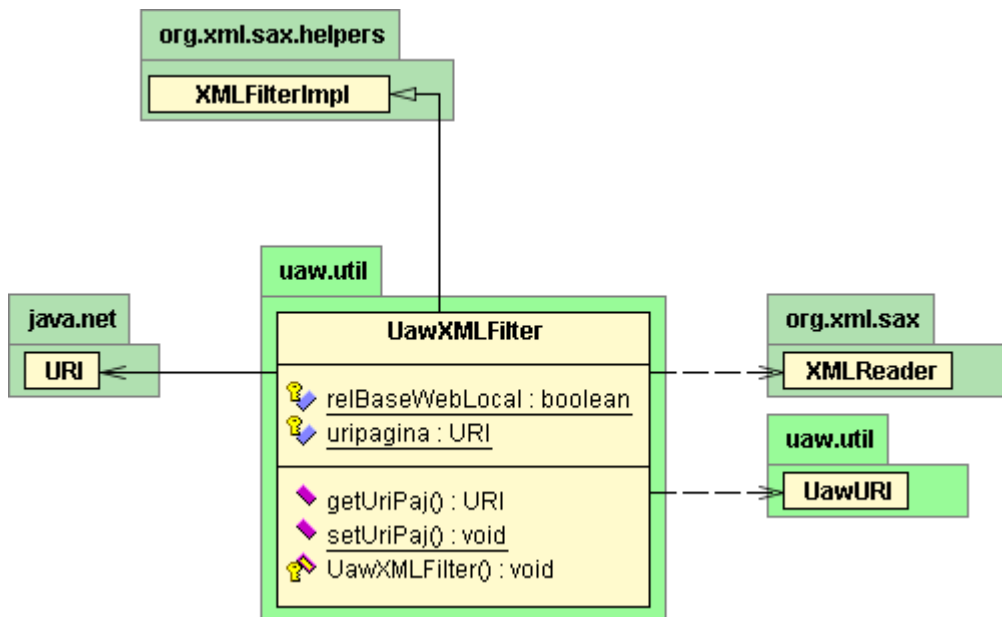 org.xml.sax.helpers
XMLFilterImpl
uaw.util
java.net
URI
UawXMLFilter
relBaseWebLocal : boolean
uripagina : URI
getUriPaj() : URI
setUriPaj() : void
UawXMLFilter() : void
org.xml.sax
XMLReader
uaw.util
UawURI